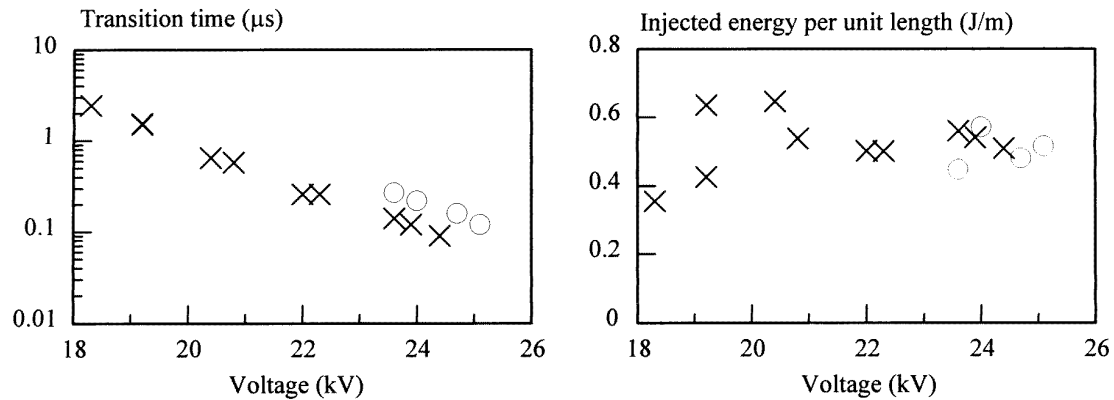 Transition time (μs)
10
1
0.1
0.01
18 20 22 24 26
Voltage (kV)
Injected energy per unit length (J/m)
0.8
0.6
0.4
0.2
0
18 20 22 24 26
Voltage (kV)